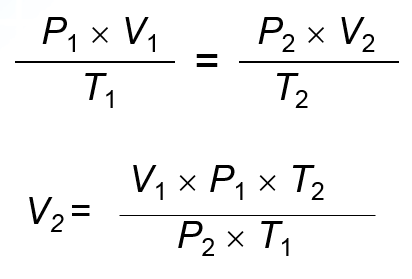 P₁ × V₁ / T₁ = P₂ × V₂ / T₂
V₂ = V₁ × P₁ × T₂ / P₂ × T₁